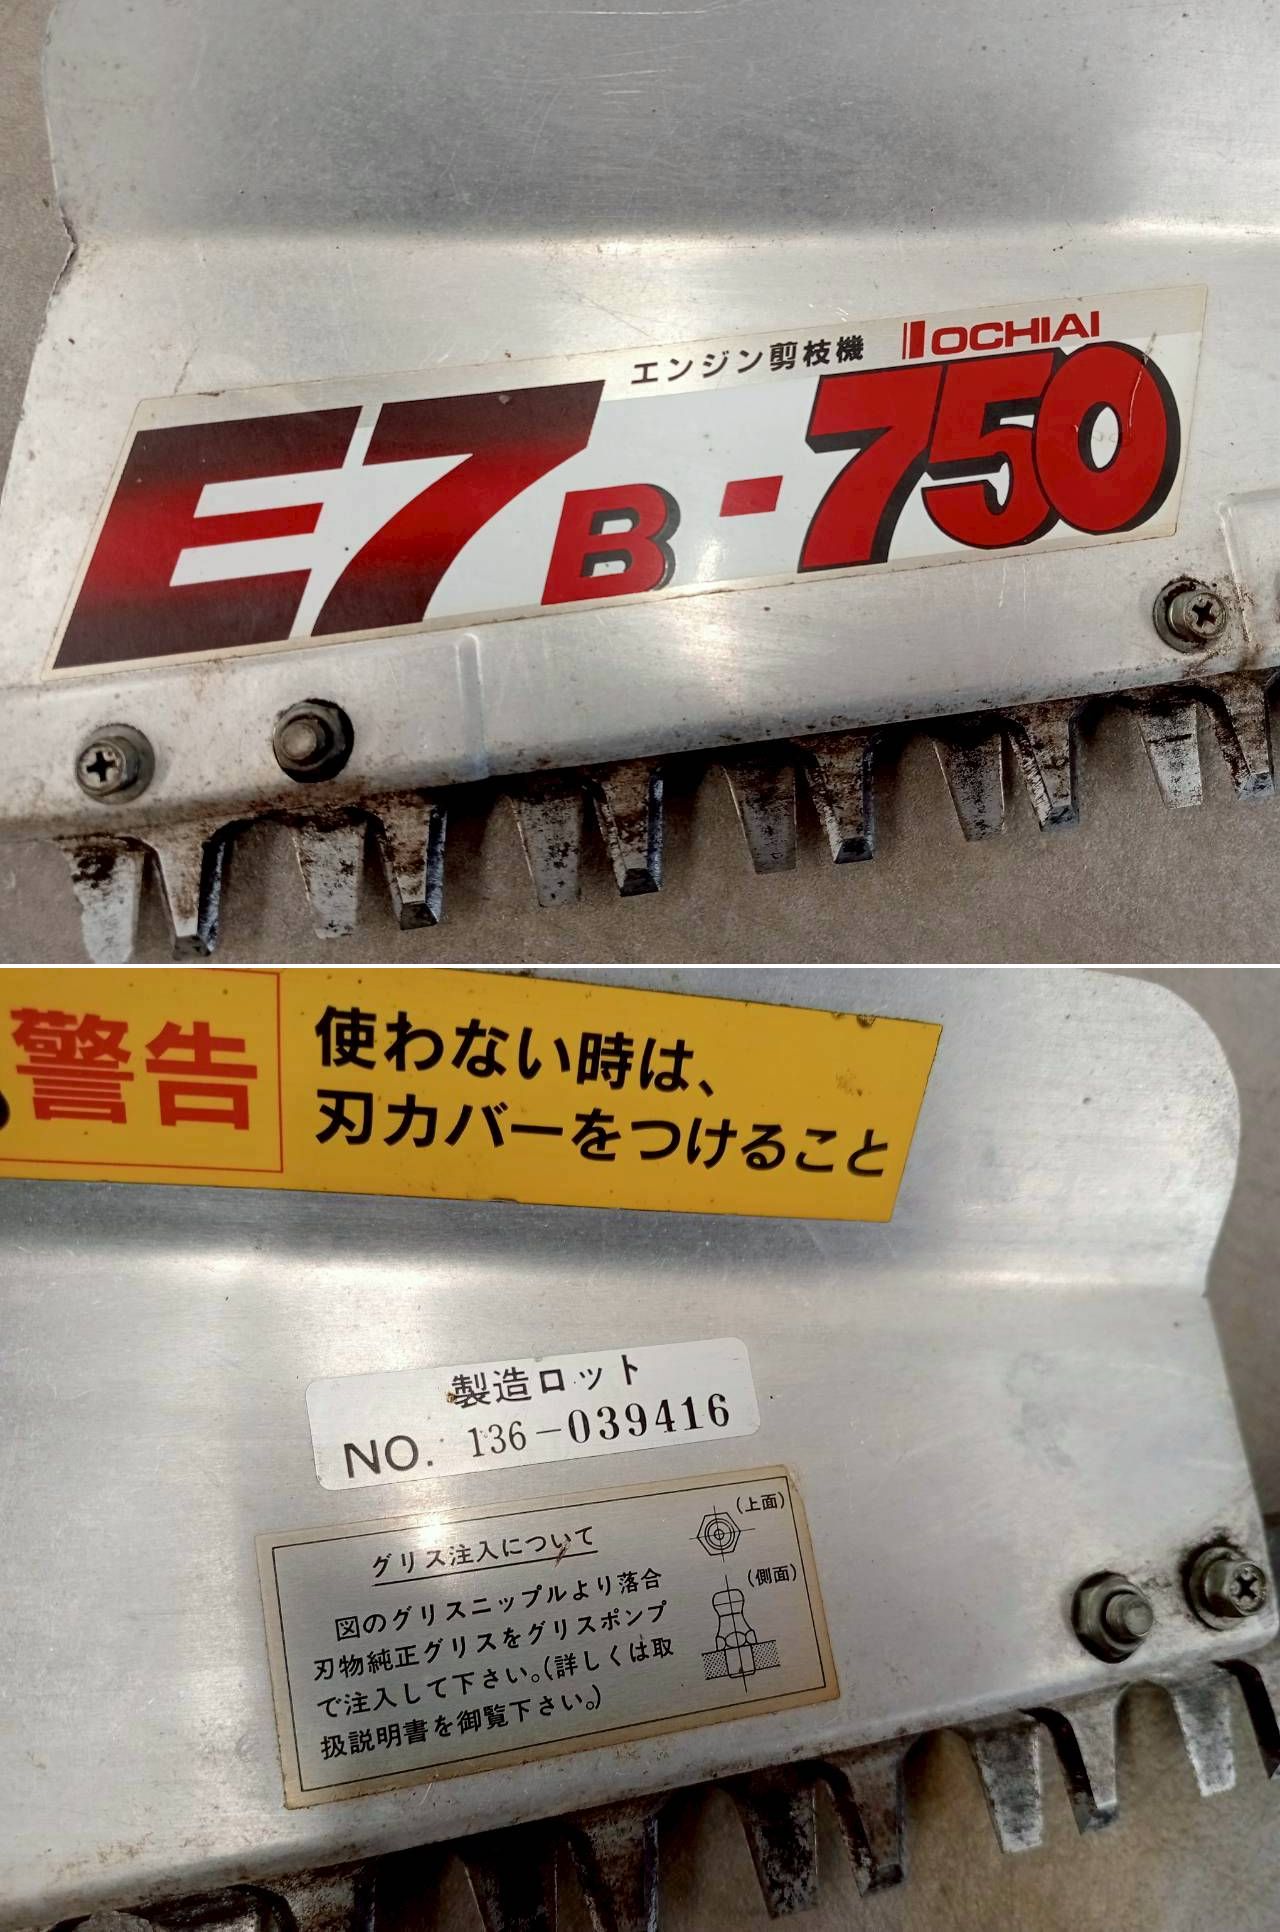 エンジン剪枝機 OCHIAI
E7B-750
警告
使わない時は、
刃カバーをつけること
製造ロット
NO. 136-039416
グリス注入について
図のグリスニップルより落合
刃物純正グリスをグリスポンプ
で注入して下さい。(詳しくは取
扱説明書を御覧下さい。)
(上面)
(側面)